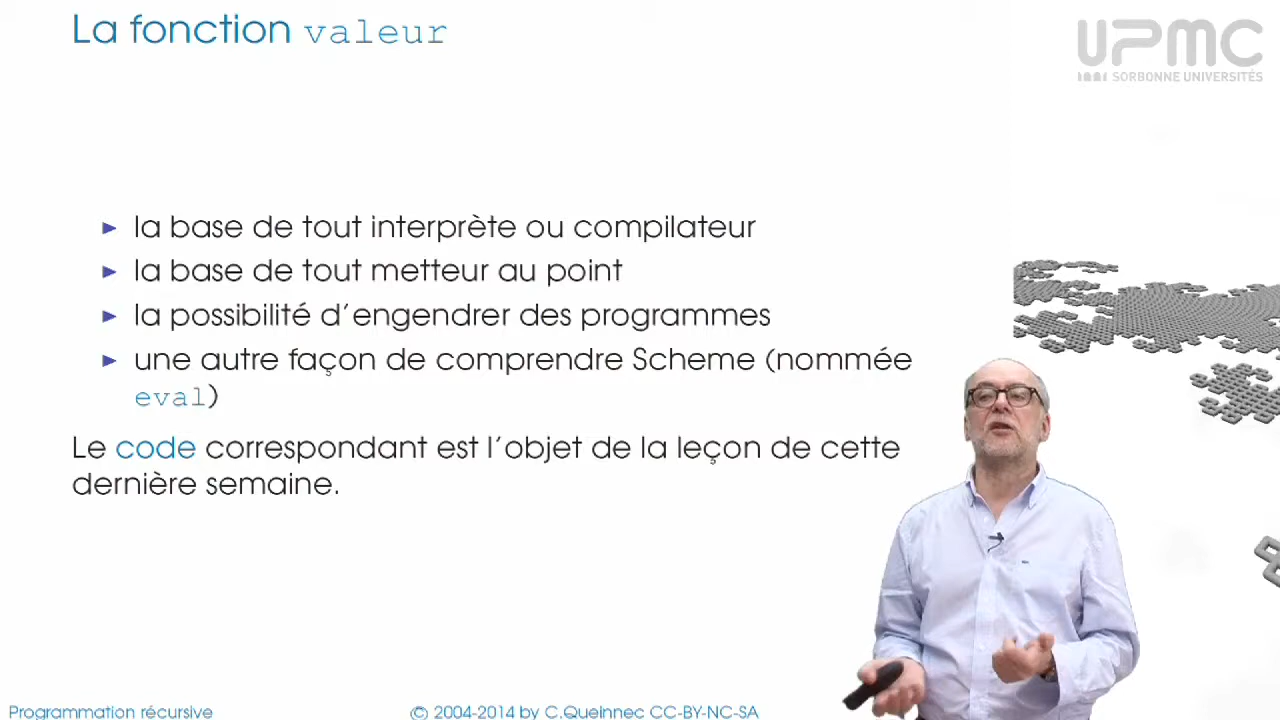 La fonction valeur
UPMC
SORBONNE UNIVERSITÉS
▶ la base de tout interprète ou compilateur
▶ la base de tout metteur au point
▶ la possibilité d'engendrer des programmes
▶ une autre façon de comprendre Scheme (nommée
eval)
Le code correspondant est l'objet de la leçon de cette
dernière semaine.
Programmation récursive
© 2004-2014 by C.Queinnec CC-BY-NC-SA